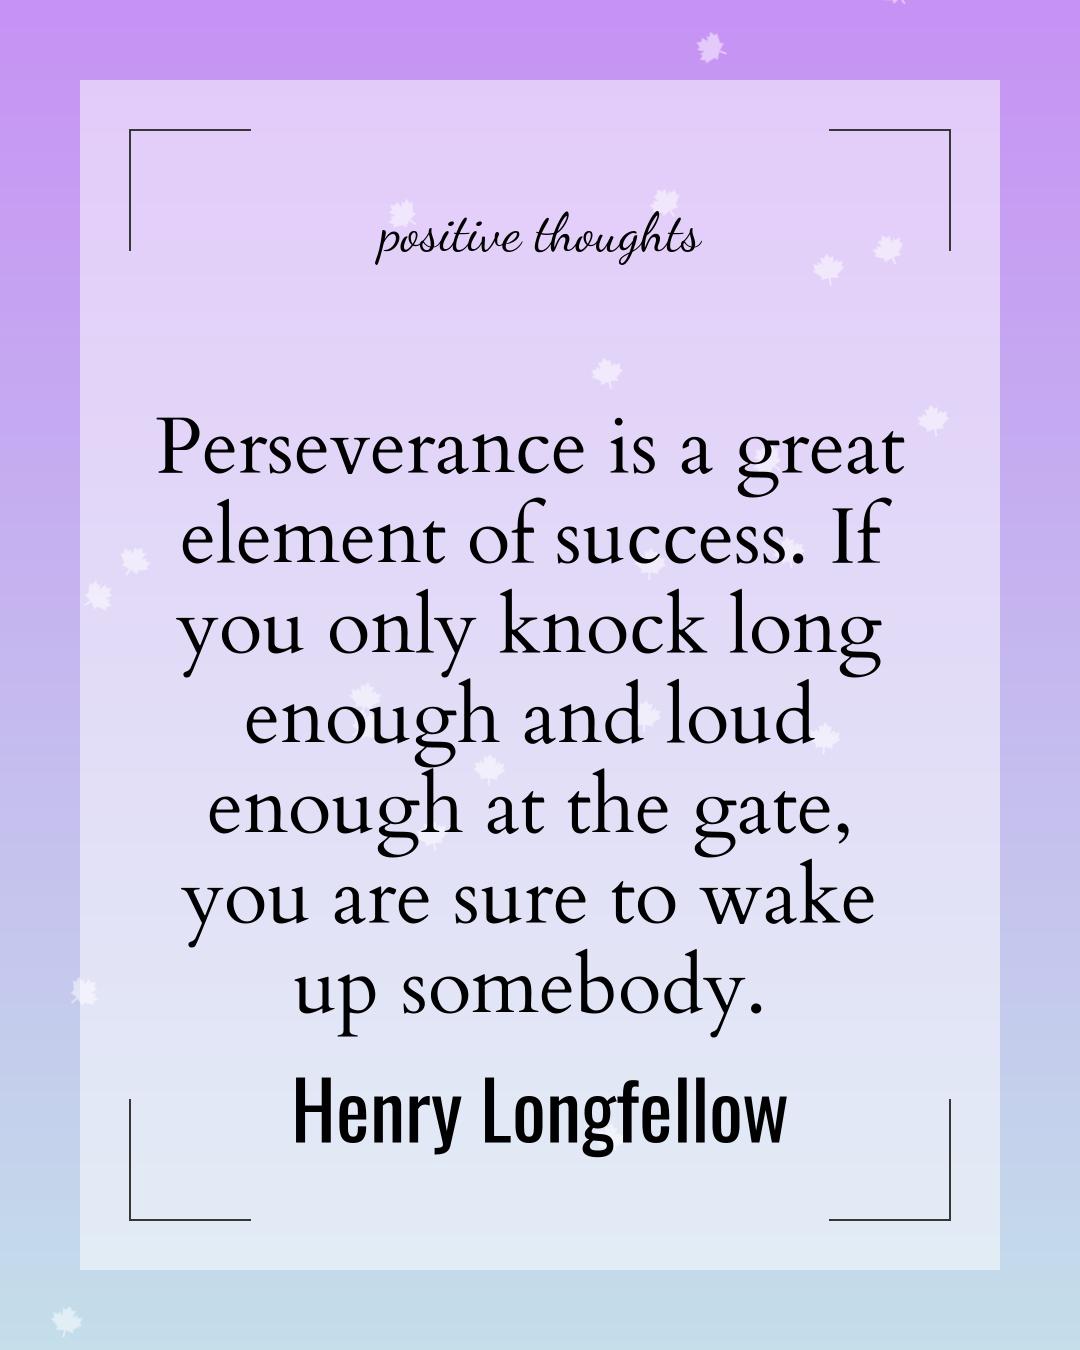 positive thoughts
Perseverance is a great
element of success. If
you only knock long
enough and loud
enough at the gate,
you are sure to wake
up somebody.
Henry Longfellow